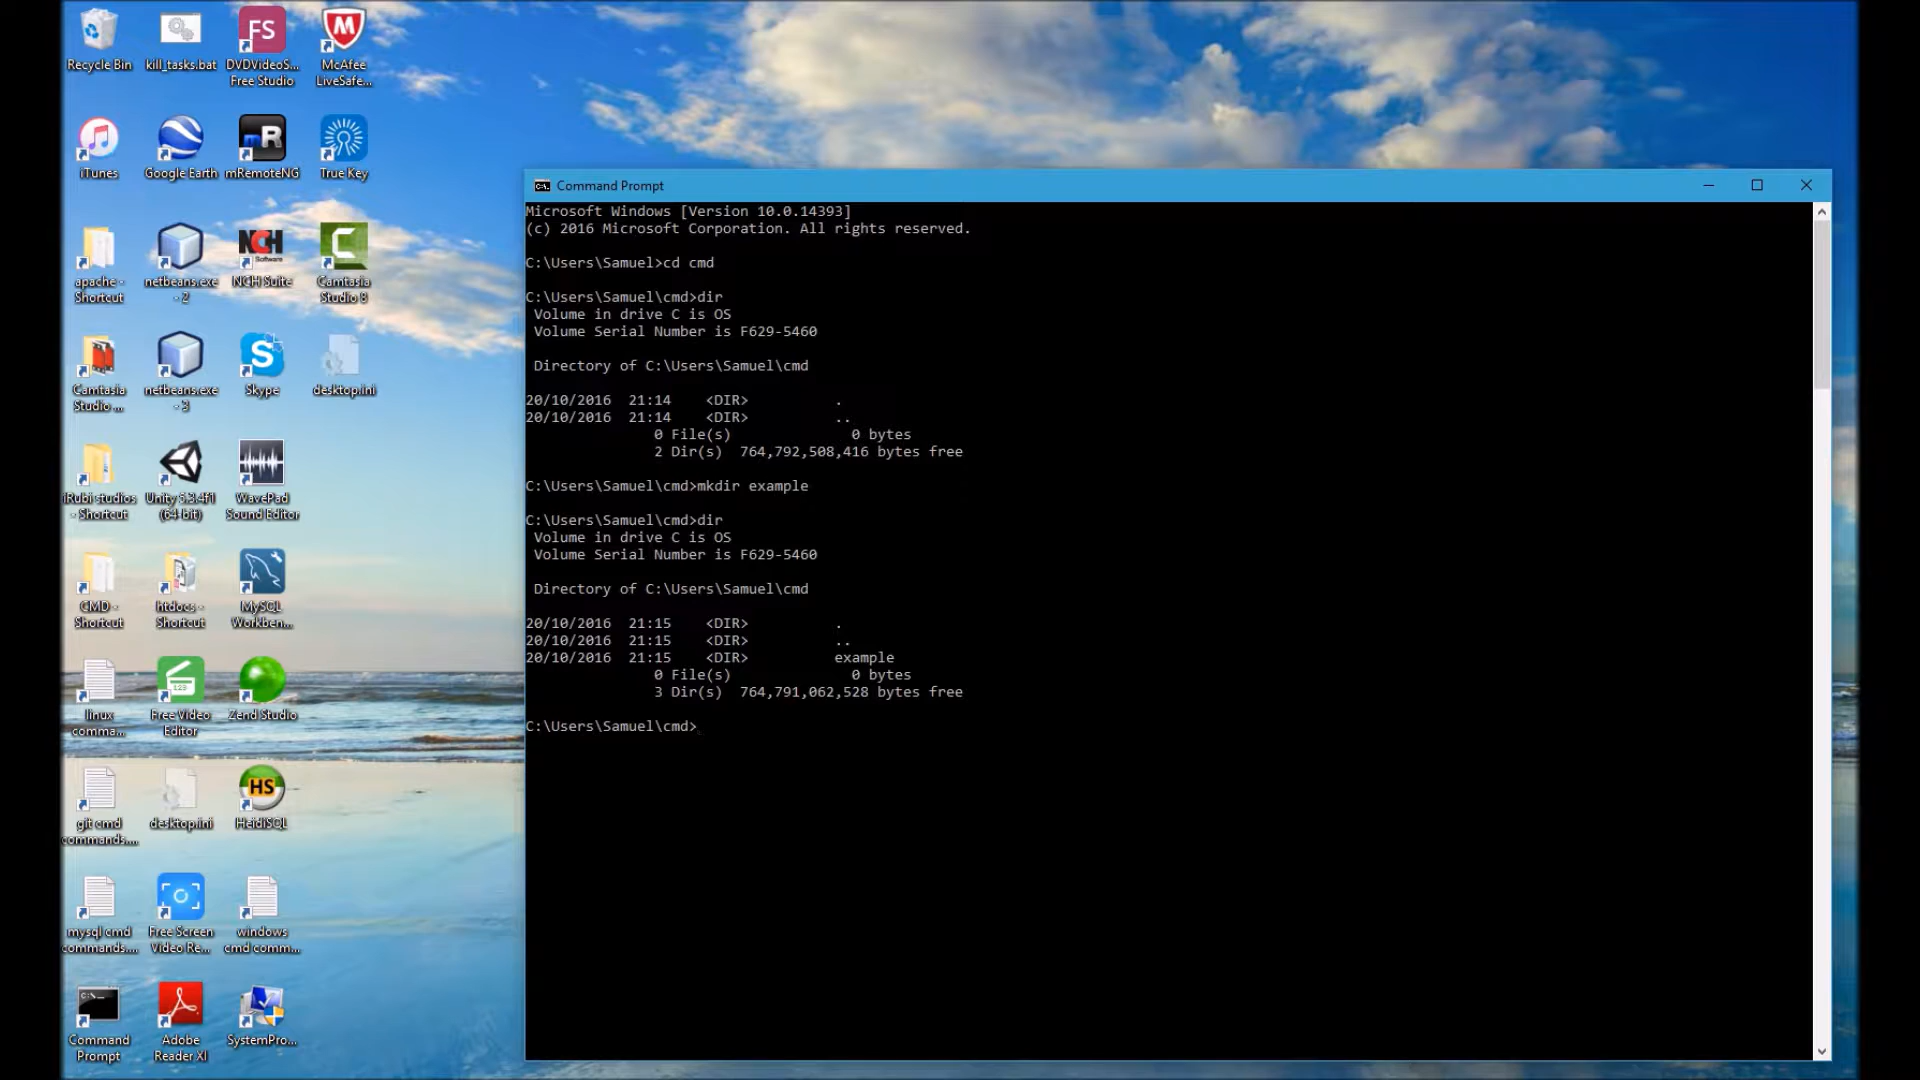 Recycle Bin
kill_tasks.bat
FS
DVDVideoS...
Free Studio
McAfee
LiveSafe...
iTunes
Google Earth
mR
mRemoteNG
True Key
apache -
Shortcut
netbeans.exe
- 2
NCH
Software
NCH Suite
Camtasia
Studio 8
Camtasia
Studio ...
netbeans.exe
- 3
Skype
desktop.ini
iRubi studios
- Shortcut
Unity 5.3.4f1
(64-bit)
WavePad
Sound Editor
CMD -
Shortcut
htdocs -
Shortcut
MySQL
Workben...
linux
comma...
123
Free Video
Editor
Zend Studio
git cmd
commands....
desktop.ini
HS
HeidiSQL
mysql cmd
commands....
Free Screen
Video Re...
windows
cmd comm...
Command
Prompt
Adobe
Reader XI
SystemPro...
Command Prompt
Microsoft Windows [Version 10.0.14393]
(c) 2016 Microsoft Corporation. All rights reserved.
C:\Users\Samuel>cd cmd
C:\Users\Samuel\cmd>dir
Volume in drive C is OS
Volume Serial Number is F629-5460
Directory of C:\Users\Samuel\cmd
20/10/2016  21:14    <DIR>          .
20/10/2016  21:14    <DIR>          ..
0 File(s)              0 bytes
2 Dir(s)  764,792,508,416 bytes free
C:\Users\Samuel\cmd>mkdir example
C:\Users\Samuel\cmd>dir
Volume in drive C is OS
Volume Serial Number is F629-5460
Directory of C:\Users\Samuel\cmd
20/10/2016  21:15    <DIR>          .
20/10/2016  21:15    <DIR>          ..
20/10/2016  21:15    <DIR>          example
0 File(s)              0 bytes
3 Dir(s)  764,791,062,528 bytes free
C:\Users\Samuel\cmd>